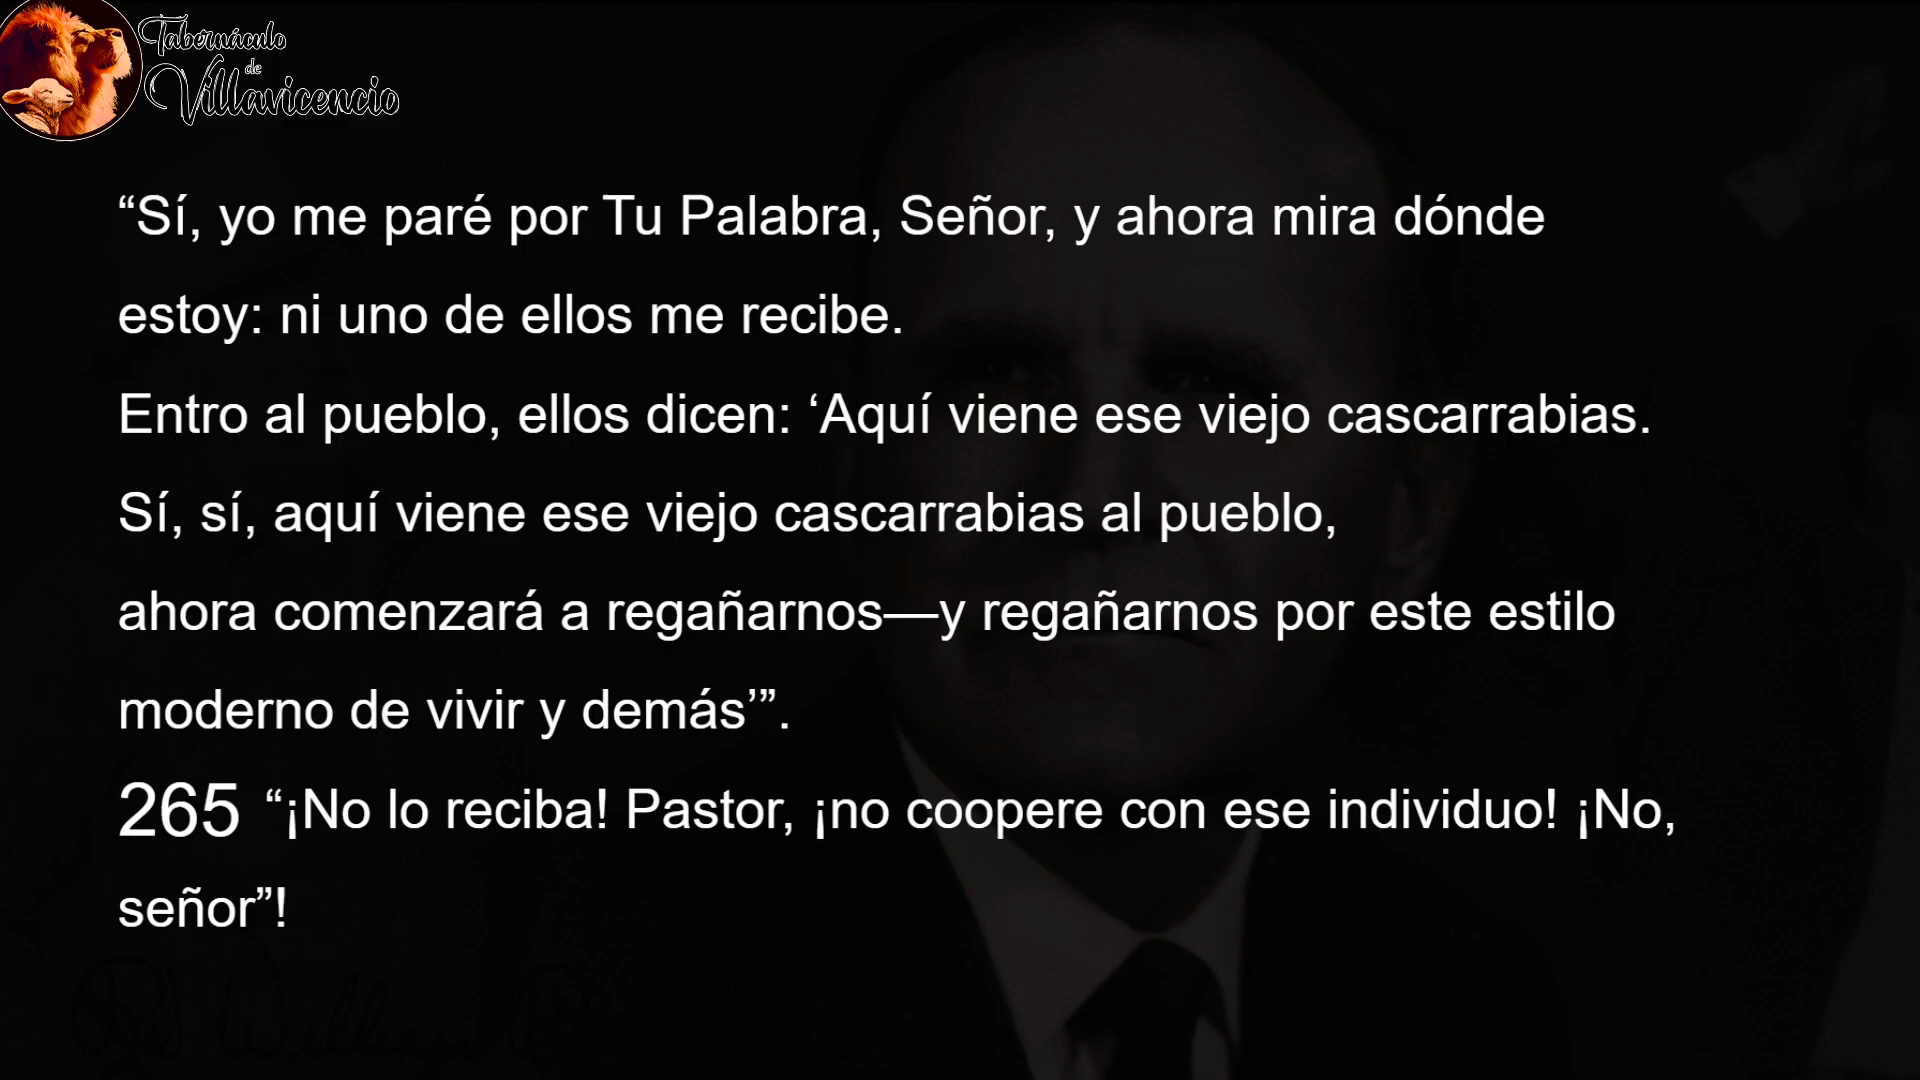 Tabernáculo
de
Villavicencio
“Sí, yo me paré por Tu Palabra, Señor, y ahora mira dónde
estoy: ni uno de ellos me recibe.
Entro al pueblo, ellos dicen: ‘Aquí viene ese viejo cascarrabias.
Sí, sí, aquí viene ese viejo cascarrabias al pueblo,
ahora comenzará a regañarnos—y regañarnos por este estilo
moderno de vivir y demás’”.
265 “¡No lo reciba! Pastor, ¡no coopere con ese individuo! ¡No,
señor”!